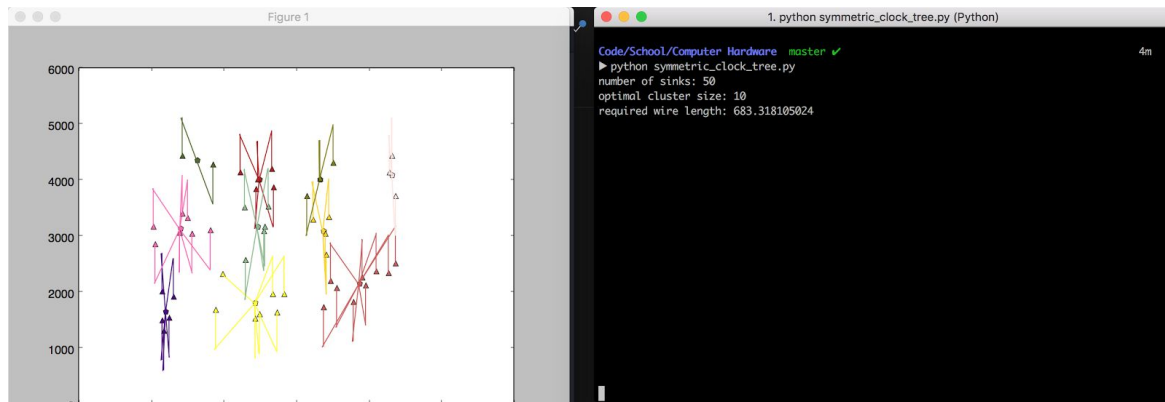 Figure 1
6000
5000
4000
3000
2000
1000
1. python symmetric_clock_tree.py (Python)
Code/School/Computer Hardware master ✔ 4m
▶ python symmetric_clock_tree.py
number of sinks: 50
optimal cluster size: 10
required wire length: 683.318105024